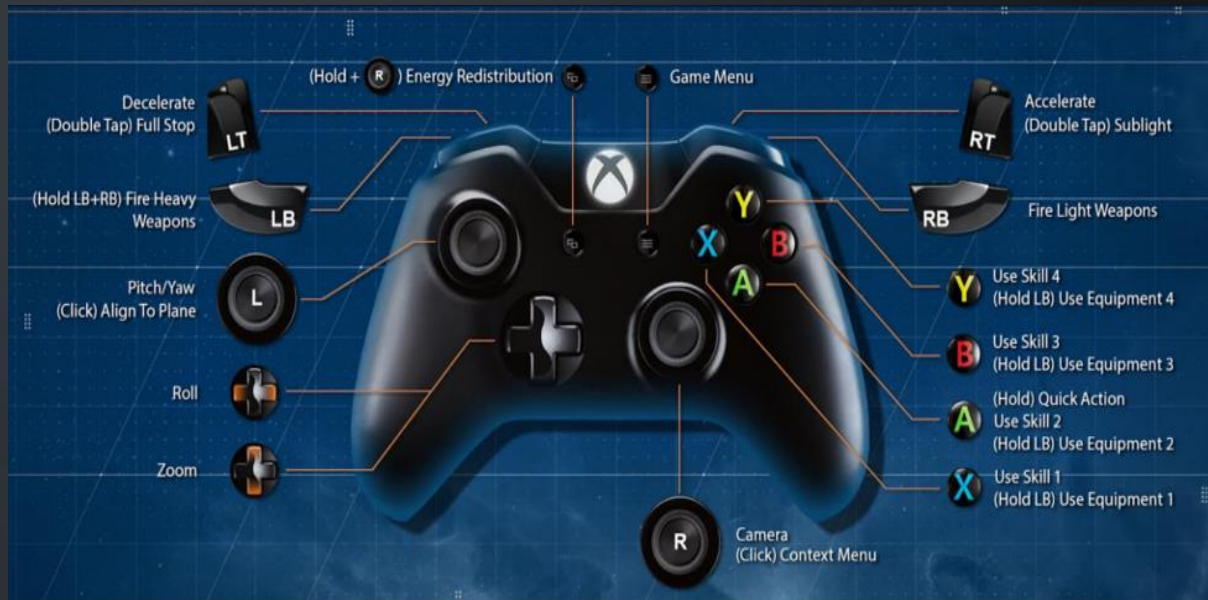 (Hold + R ) Energy Redistribution
Game Menu
Decelerate
(Double Tap) Full Stop
LT
Accelerate
(Double Tap) Sublight
RT
(Hold LB+RB) Fire Heavy
Weapons
LB
RB
Fire Light Weapons
Y
X
B
A
Pitch/Yaw
(Click) Align To Plane
L
Y
Use Skill 4
(Hold LB) Use Equipment 4
B
Use Skill 3
(Hold LB) Use Equipment 3
Roll
A
(Hold) Quick Action
Use Skill 2
(Hold LB) Use Equipment 2
Zoom
X
Use Skill 1
(Hold LB) Use Equipment 1
R
Camera
(Click) Context Menu